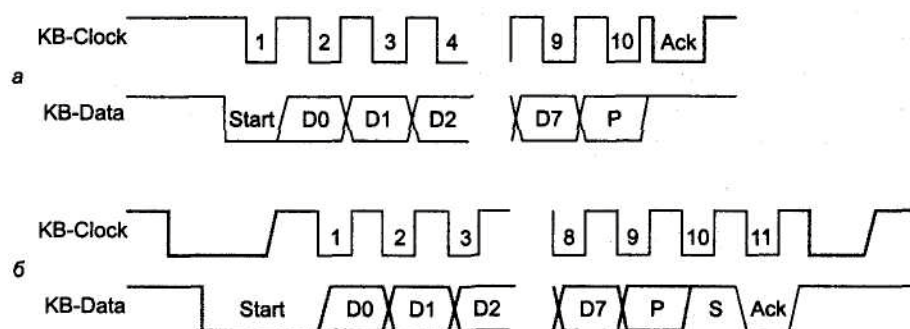 KB-Clock 1 2 3 4 9 10 Ack
а
KB-Data Start D0 D1 D2 D7 P
KB-Clock 1 2 3 8 9 10 11
б
KB-Data Start D0 D1 D2 D7 P S Ack